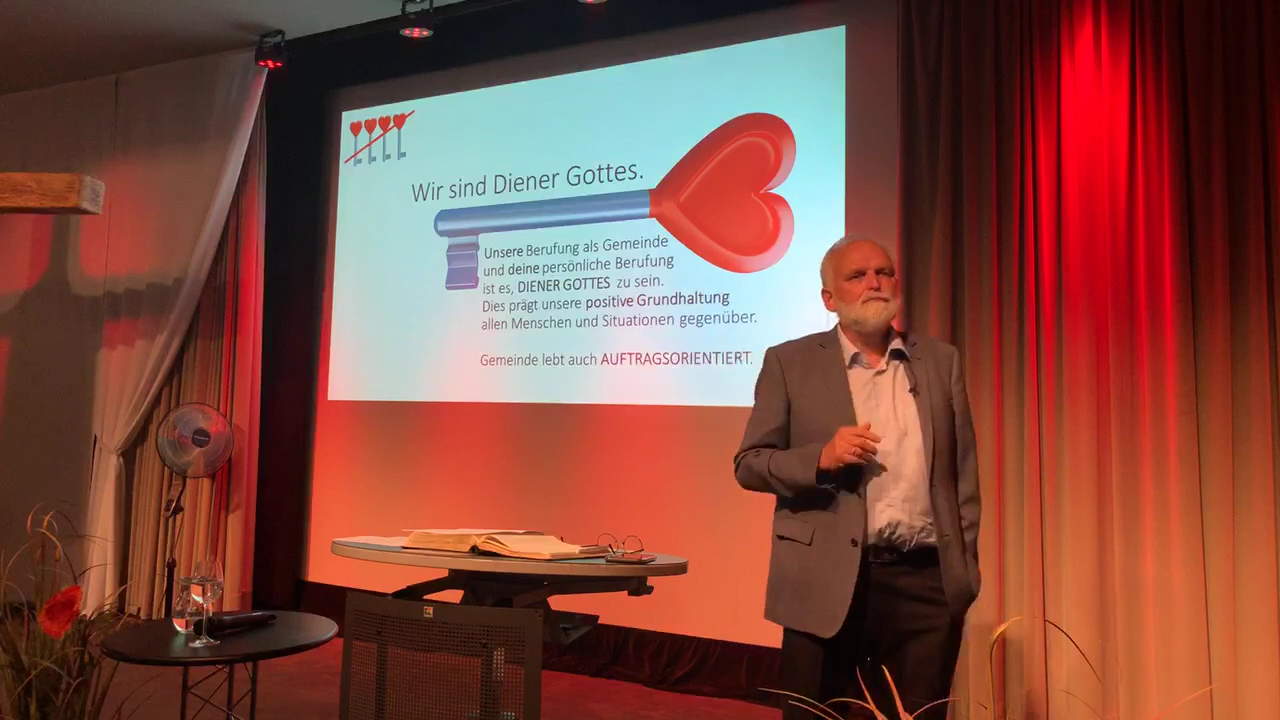 Wir sind Diener Gottes.
Unsere Berufung als Gemeinde
und deine persönliche Berufung
ist es, DIENER GOTTES zu sein.
Dies prägt unsere positive Grundhaltung
allen Menschen und Situationen gegenüber.
Gemeinde lebt auch AUFTRAGSORIENTIERT.